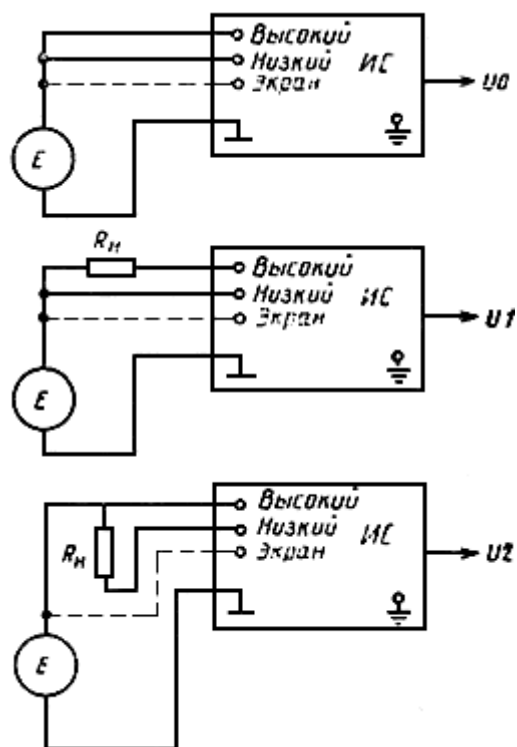 Высокий
Низкий
Экран
ИС
U0
E
Rн
Высокий
Низкий
Экран
ИС
U1
E
Rн
Высокий
Низкий
Экран
ИС
U2
E